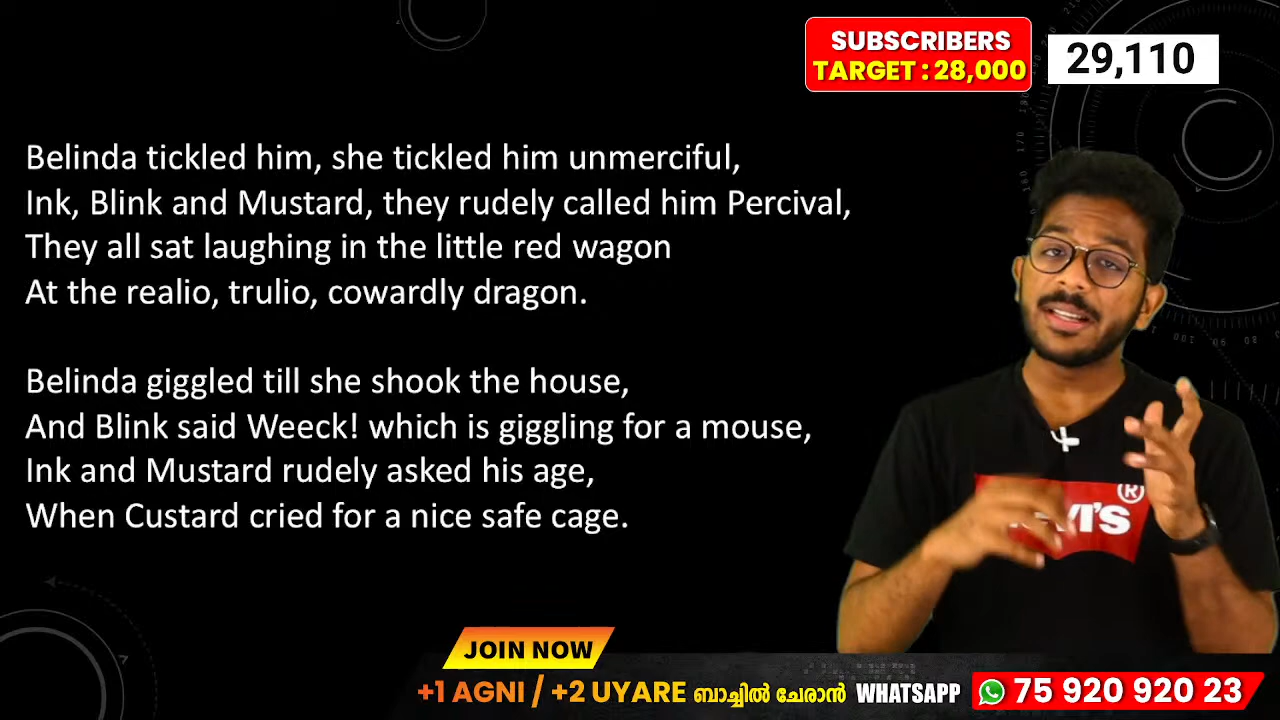 SUBSCRIBERS
TARGET : 28,000
29,110
Belinda tickled him, she tickled him unmerciful,
Ink, Blink and Mustard, they rudely called him Percival,
They all sat laughing in the little red wagon
At the realio, trulio, cowardly dragon.
Belinda giggled till she shook the house,
And Blink said Weeck! which is giggling for a mouse,
Ink and Mustard rudely asked his age,
When Custard cried for a nice safe cage.
JOIN NOW
+1 AGNI / +2 UYARE ബാച്ചിൽ ചേരാൻ WHATSAPP 75 920 920 23